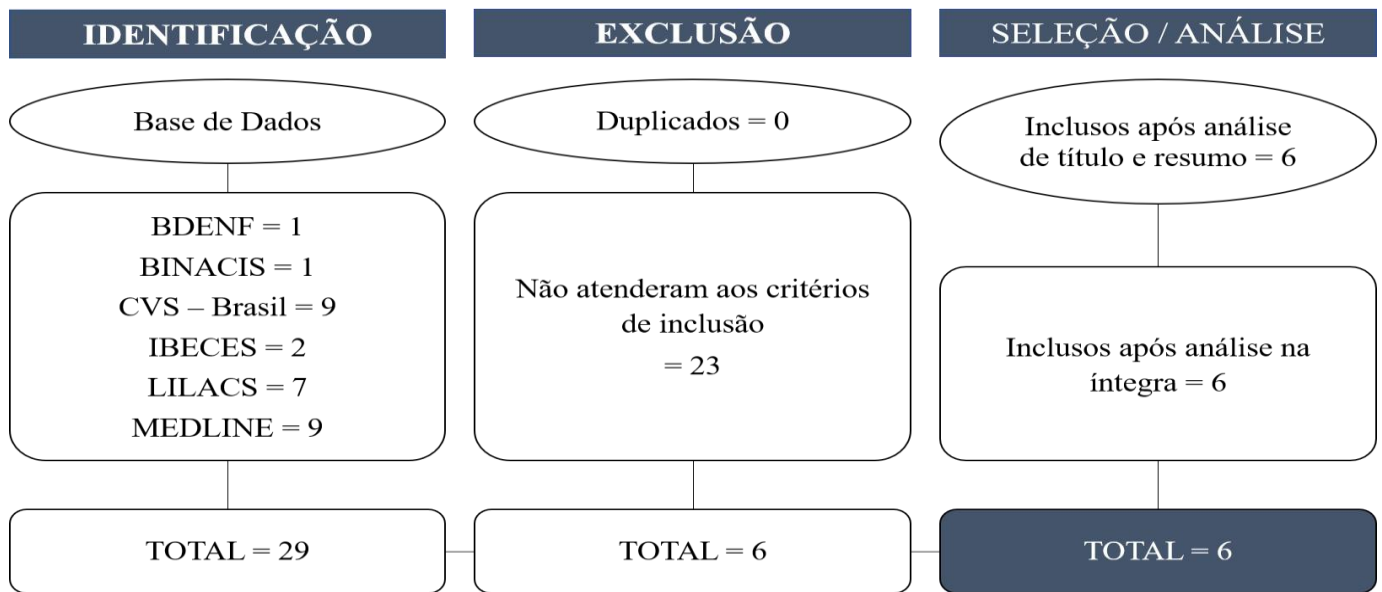 IDENTIFICAÇÃO
Base de Dados
BDENF = 1
BINACIS = 1
CVS – Brasil = 9
IBECES = 2
LILACS = 7
MEDLINE = 9
TOTAL = 29
EXCLUSÃO
Duplicados = 0
Não atenderam aos critérios
de inclusão
= 23
TOTAL = 6
SELEÇÃO / ANÁLISE
Inclusos após análise
de título e resumo = 6
Inclusos após análise na
íntegra = 6
TOTAL = 6